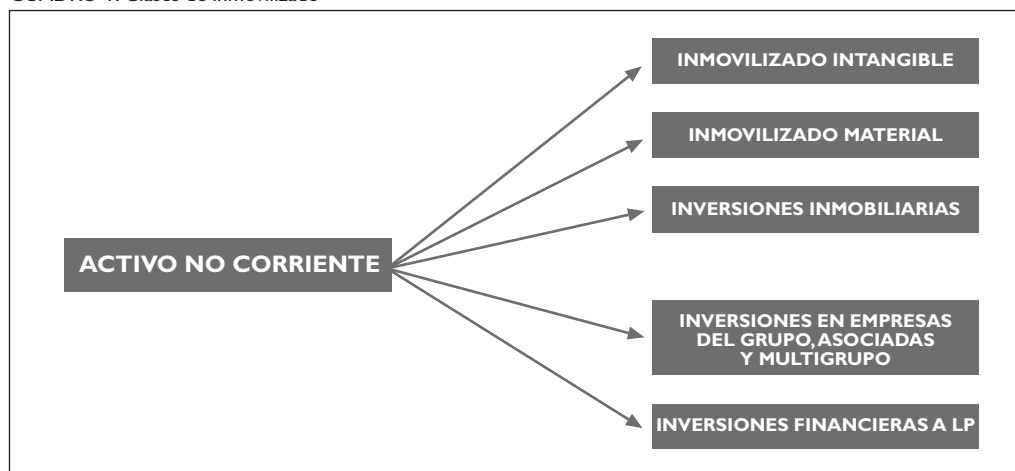 INMOVILIZADO INTANGIBLE
INMOVILIZADO MATERIAL
INVERSIONES INMOBILIARIAS
ACTIVO NO CORRIENTE
INVERSIONES EN EMPRESAS
DEL GRUPO, ASOCIADAS
Y MULTIGRUPO
INVERSIONES FINANCIERAS A LP